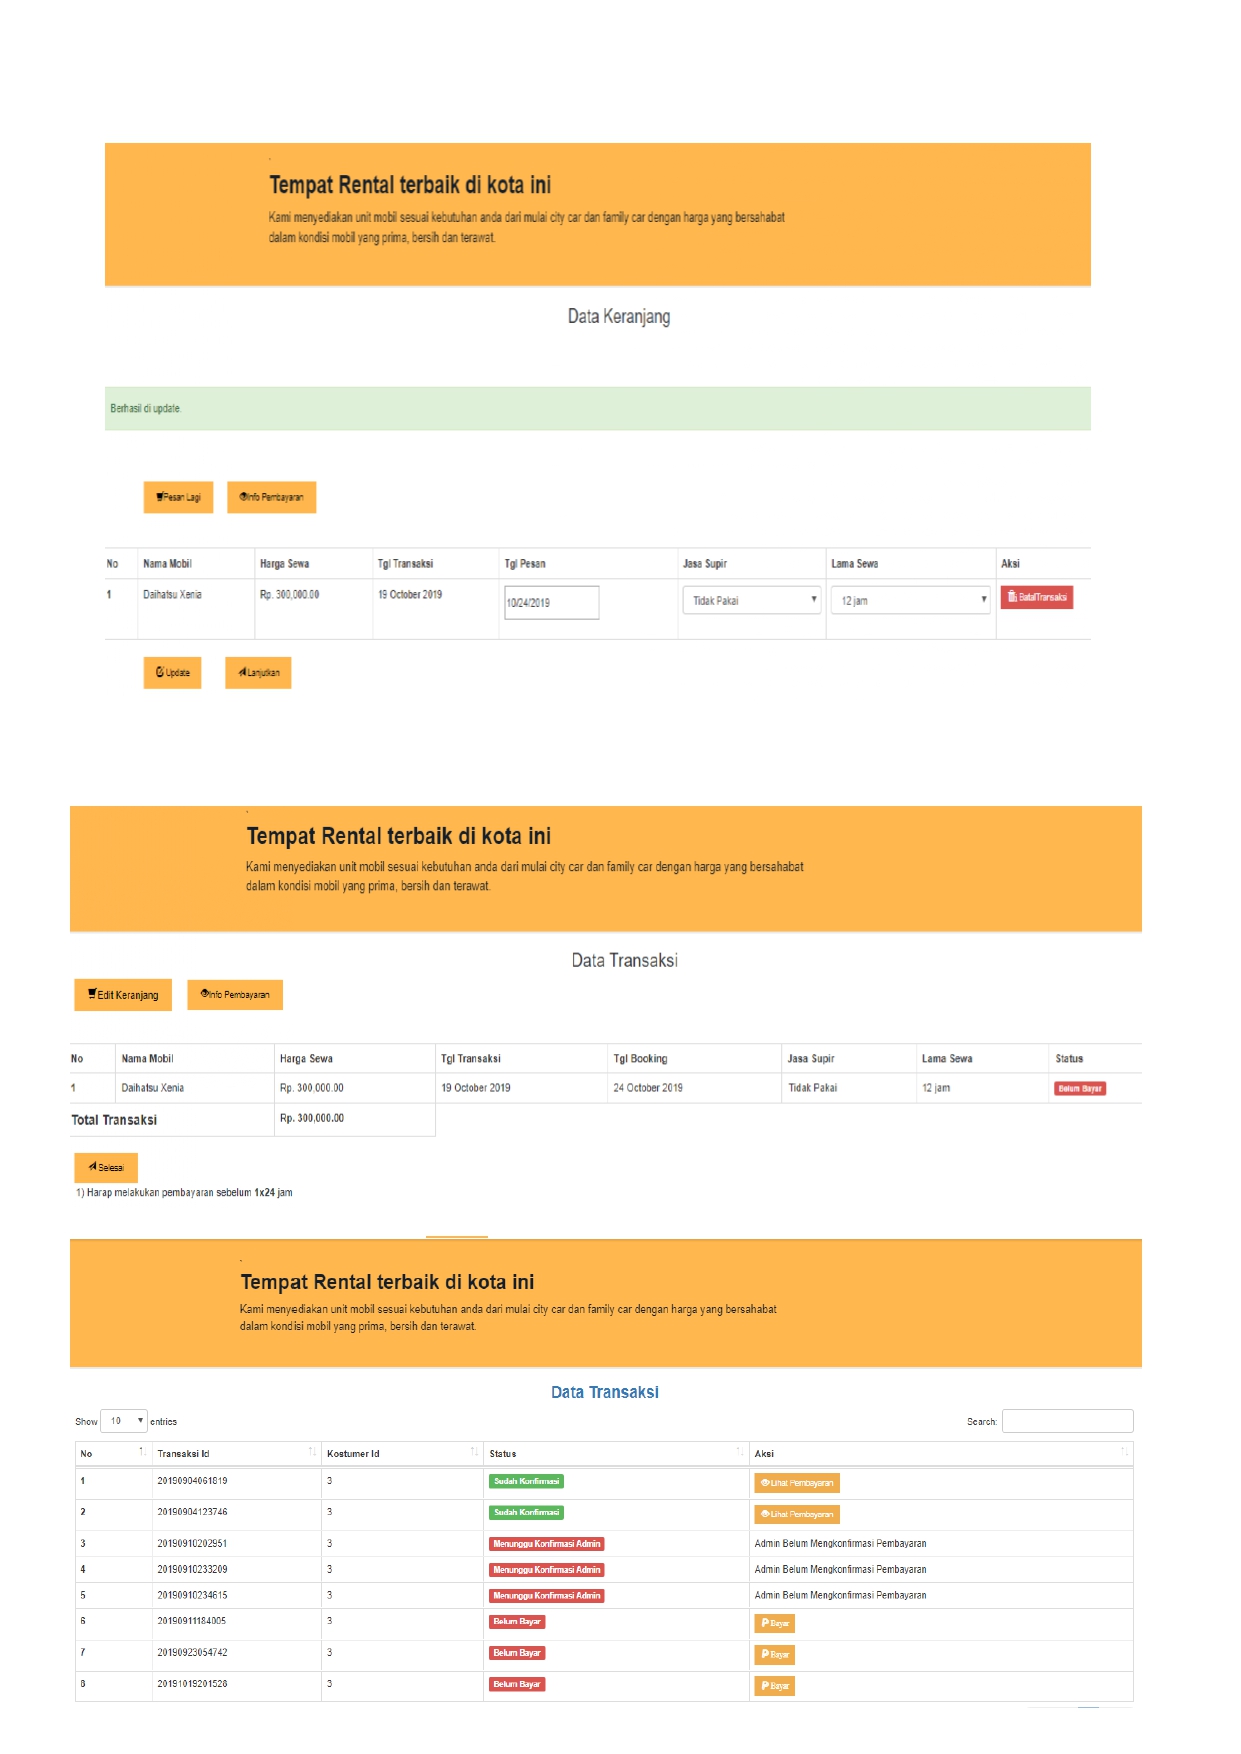 Tempat Rental terbaik di kota ini
Kami menyediakan unit mobil sesuai kebutuhan anda dari mulai city car dan family car dengan harga yang bersahabat
dalam kondisi mobil yang prima, bersih dan terawat.
Data Keranjang
Berhasil di update.
Pesan Lagi Info Pembayaran
No Nama Mobil Harga Sewa Tgl Transaksi Tgl Pesan Jasa Supir Lama Sewa Aksi
1 Daihatsu Xenia Rp. 300,000.00 19 October 2019 10/24/2019 Tidak Pakai 12 jam BatalTransaksi
Update Lanjutkan
Tempat Rental terbaik di kota ini
Kami menyediakan unit mobil sesuai kebutuhan anda dari mulai city car dan family car dengan harga yang bersahabat
dalam kondisi mobil yang prima, bersih dan terawat.
Data Transaksi
Edit Keranjang Info Pembayaran
No Nama Mobil Harga Sewa Tgl Transaksi Tgl Booking Jasa Supir Lama Sewa Status
1 Daihatsu Xenia Rp. 300,000.00 19 October 2019 24 October 2019 Tidak Pakai 12 jam Belum Bayar
Total Transaksi Rp. 300,000.00
Selesai
1) Harap melakukan pembayaran sebelum 1x24 jam
Tempat Rental terbaik di kota ini
Kami menyediakan unit mobil sesuai kebutuhan anda dari mulai city car dan family car dengan harga yang bersahabat
dalam kondisi mobil yang prima, bersih dan terawat.
Data Transaksi
Show 10 entries Search:
No Transaksi Id Kostumer Id Status Aksi
1 20190904061819 3 Sudah Konfirmasi Lihat Pembayaran
2 20190904123746 3 Sudah Konfirmasi Lihat Pembayaran
3 20190910202951 3 Menunggu Konfirmasi Admin Admin Belum Mengkonfirmasi Pembayaran
4 20190910233209 3 Menunggu Konfirmasi Admin Admin Belum Mengkonfirmasi Pembayaran
5 20190910234615 3 Menunggu Konfirmasi Admin Admin Belum Mengkonfirmasi Pembayaran
6 20190911184005 3 Belum Bayar Bayar
7 20190923054742 3 Belum Bayar Bayar
8 20191019201528 3 Belum Bayar Bayar